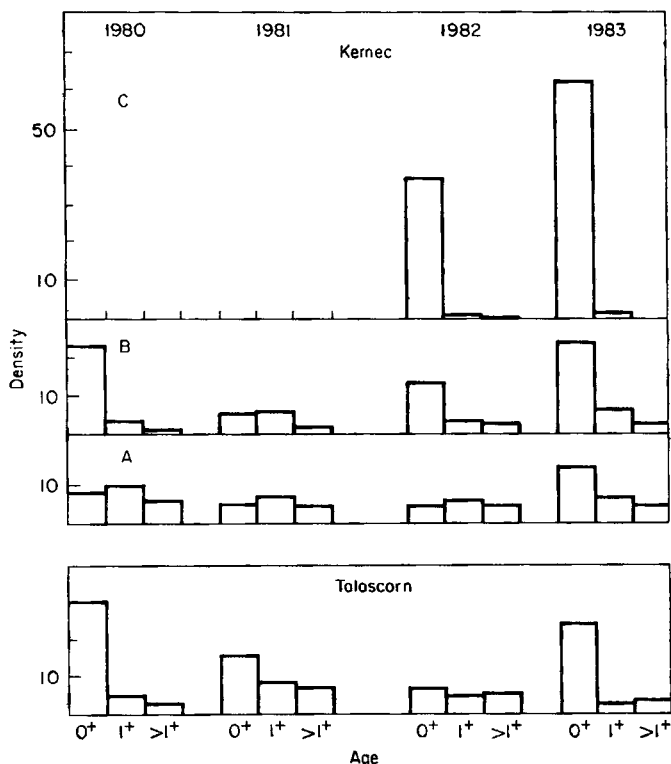 1980 1981 1982 1983
Kernec
C
50
10
B
10
A
10
Density
Talascorn
10
0+ 1+ >1+ 0+ 1+ >1+ 0+ 1+ >1+ 0+ 1+ >1+
Age